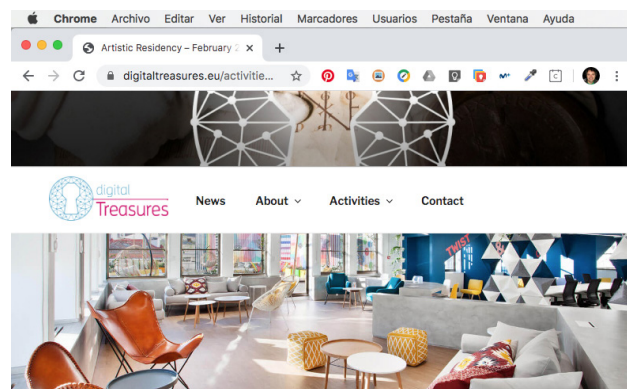 Chrome Archivo Editar Ver Historial Marcadores Usuarios Pestaña Ventana Ayuda
Artistic Residency – February
digitaltreasures.eu/activitie...
digital
Treasures
News About Activities Contact
TWIST